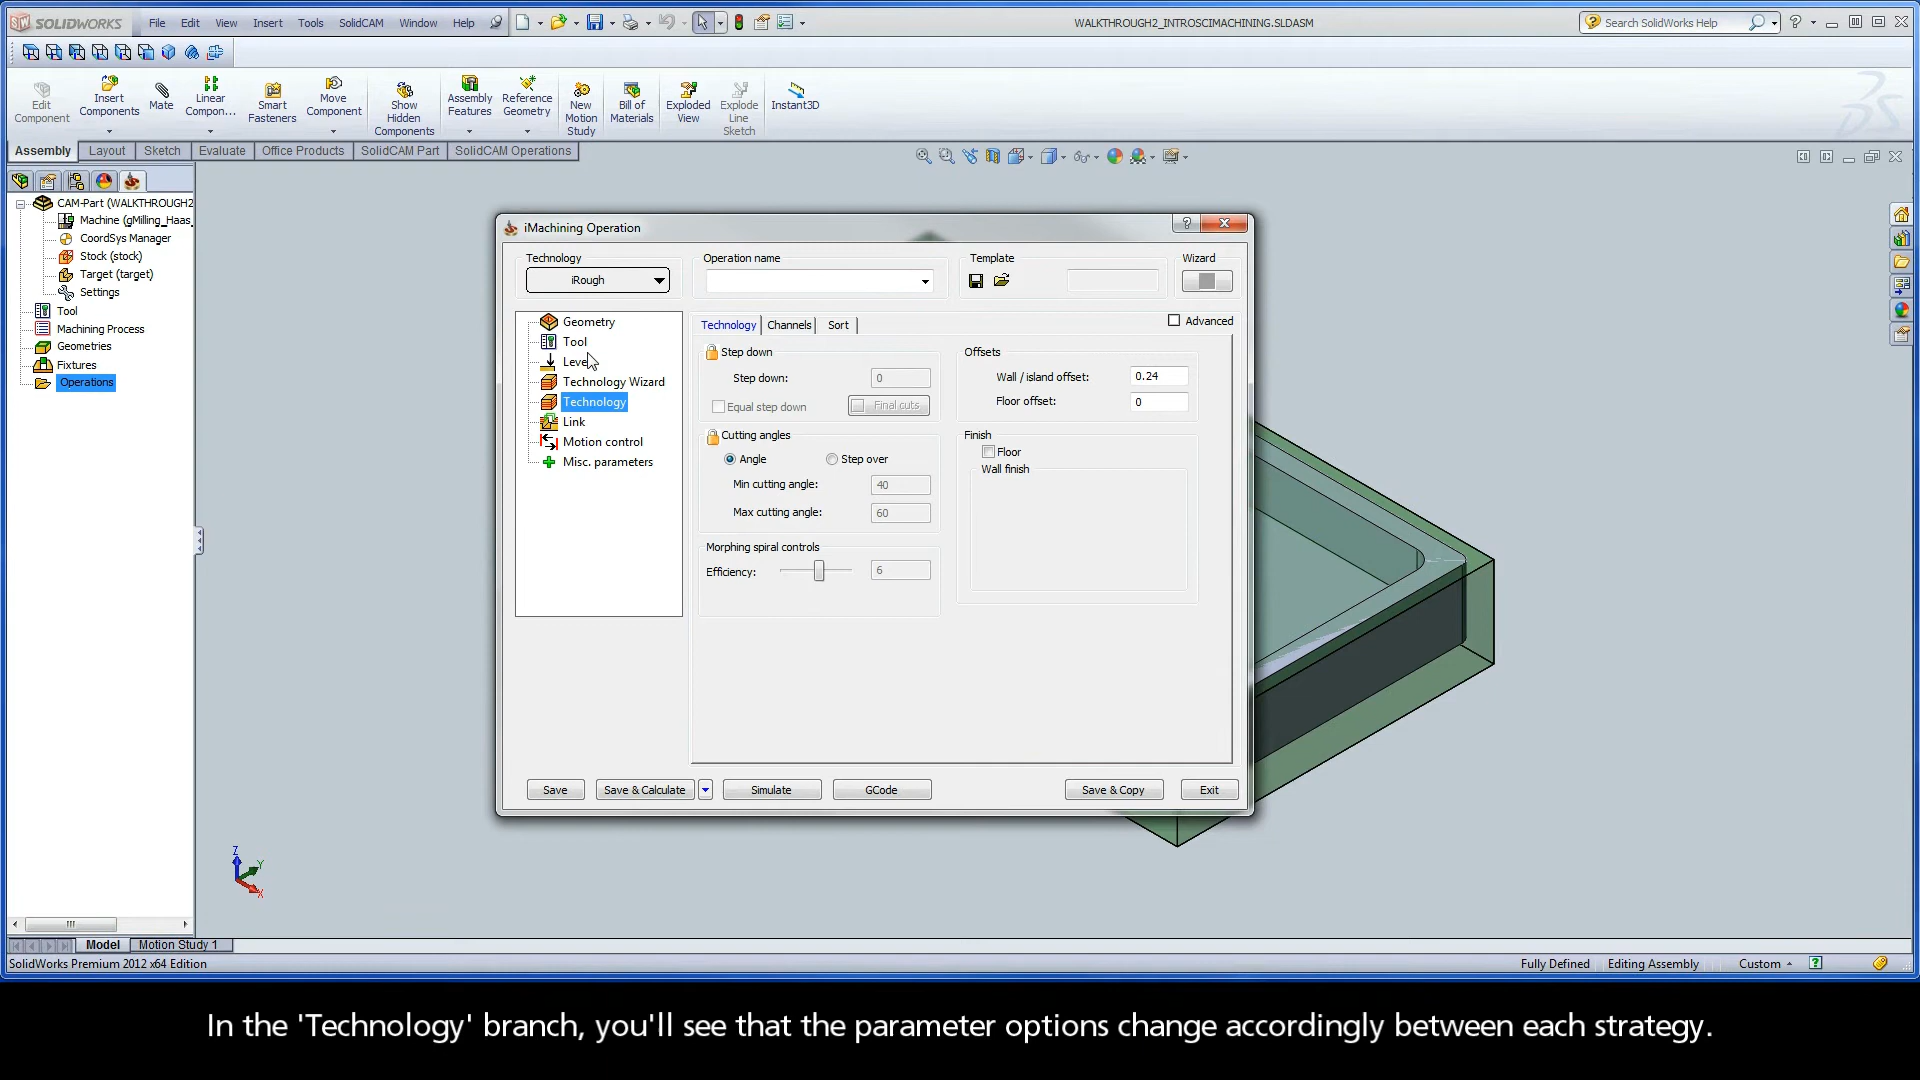 SOLIDWORKS File Edit View Insert Tools SolidCAM Window Help WALKTHROUGH2_INTROSCIMACHINING.SLDASM Search SolidWorks Help
Edit Component
Insert Components
Mate
Linear Compon...
Smart Fasteners
Move Component
Show Hidden Components
Assembly Features
Reference Geometry
New Motion Study
Bill of Materials
Exploded View
Explode Line Sketch
Instant3D
Assembly Layout Sketch Evaluate Office Products SolidCAM Part SolidCAM Operations
CAM-Part (WALKTHROUGH2
Machine (gMilling_Haas_
CoordSys Manager
Stock (stock)
Target (target)
Settings
Tool
Machining Process
Geometries
Fixtures
Operations
iMachining Operation
Technology Operation name Template Wizard
iRough
Geometry
Tool
Technology Wizard
Technology
Link
Motion control
Misc. parameters
Technology Channels Sort Advanced
Step down
Step down: 0
Equal step down Final cuts
Cutting angles
Angle Step over
Min cutting angle: 40
Max cutting angle: 60
Morphing spiral controls
Efficiency: 6
Offsets
Wall / island offset: 0.24
Floor offset: 0
Finish
Floor
Wall finish
Save Save & Calculate Simulate GCode Save & Copy Exit
Z
Y
X
Model Motion Study 1
SolidWorks Premium 2012 x64 Edition Fully Defined Editing Assembly Custom
In the 'Technology' branch, you'll see that the parameter options change accordingly between each strategy.